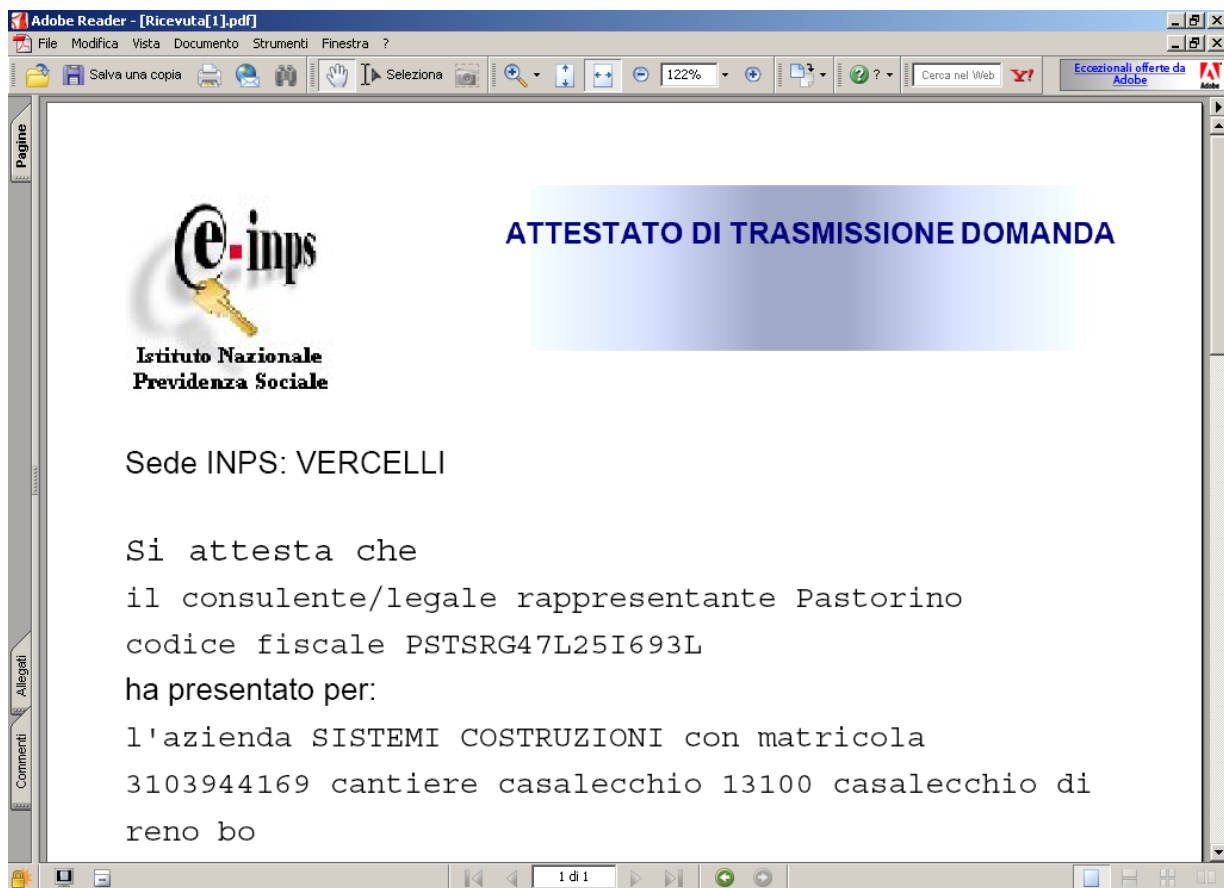 Adobe Reader - [Ricevuta[1].pdf]
File Modifica Vista Documento Strumenti Finestra ?
Salva una copia Seleziona 122% ? Cerca nel Web Y! Eccezionali offerte da Adobe Adobe
Pagine
Allegati
Commenti
e-inps
Istituto Nazionale
Previdenza Sociale
ATTESTATO DI TRASMISSIONE DOMANDA
Sede INPS: VERCELLI
Si attesta che
il consulente/legale rappresentante Pastorino
codice fiscale PSTSRG47L25I693L
ha presentato per:
l'azienda SISTEMI COSTRUZIONI con matricola
3103944169 cantiere casalecchio 13100 casalecchio di
reno bo
1 di 1